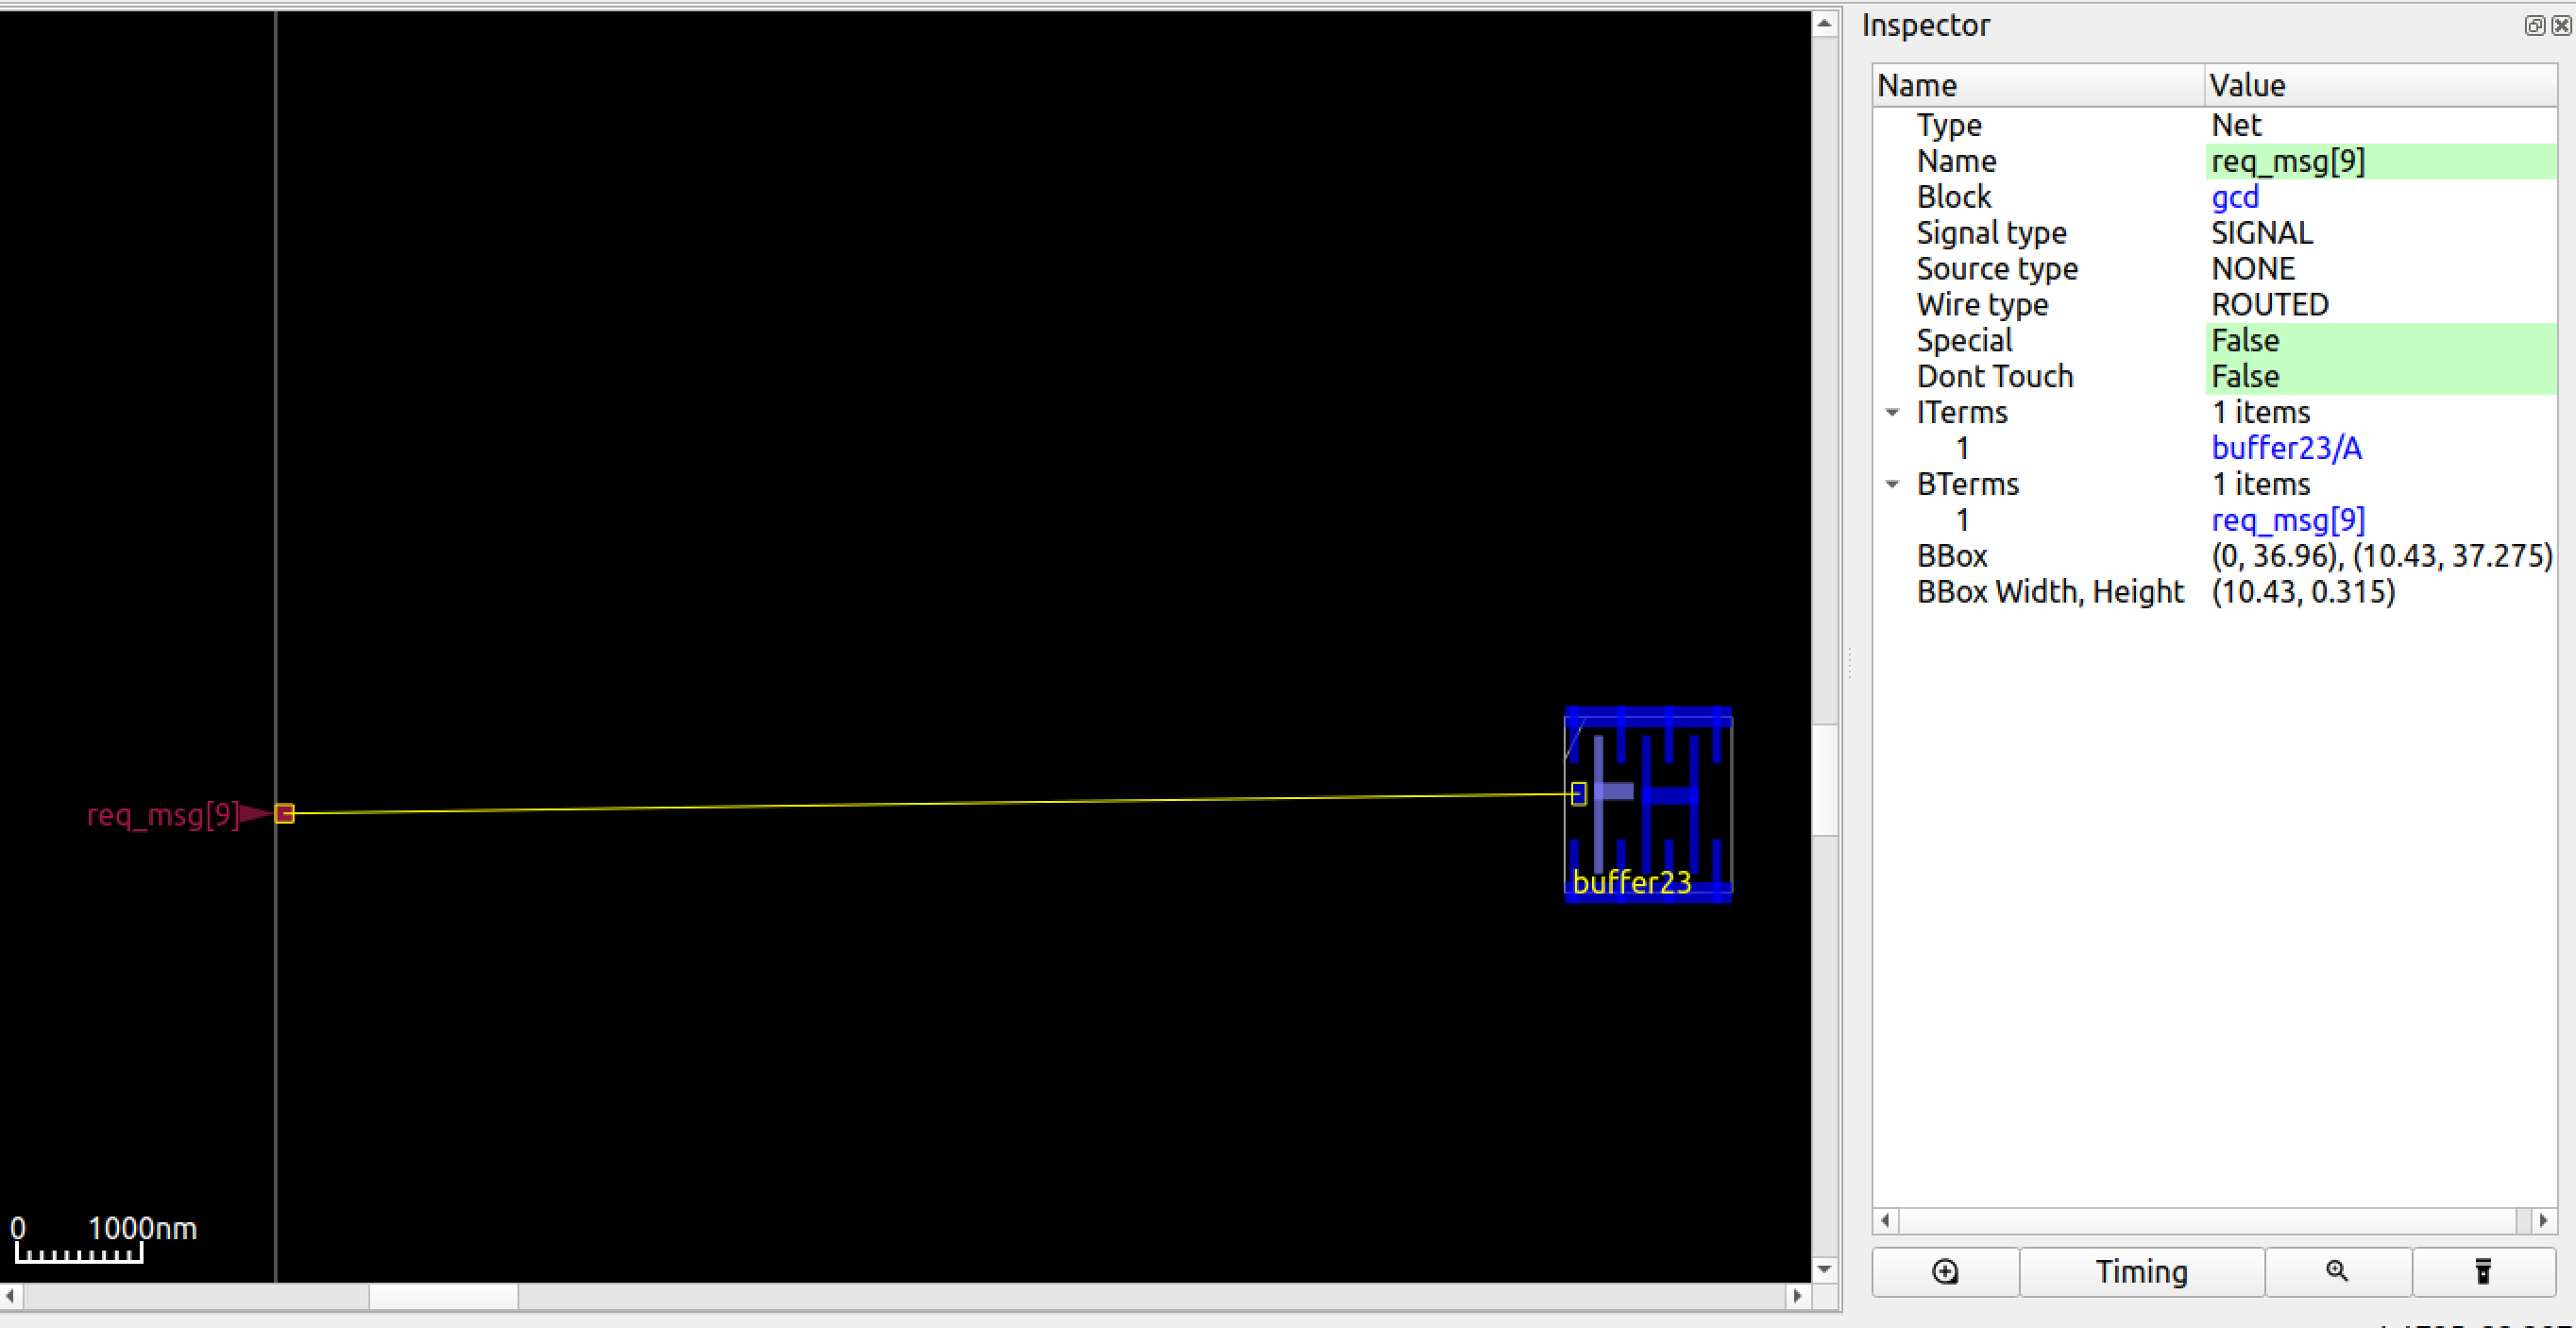 Inspector
Name Value
Type Net
Name req_msg[9]
Block gcd
Signal type SIGNAL
Source type NONE
Wire type ROUTED
Special False
Dont Touch False
ITerms 1 items
1 buffer23/A
BTerms 1 items
1 req_msg[9]
BBox (0, 36.96), (10.43, 37.275)
BBox Width, Height (10.43, 0.315)
req_msg[9]
buffer23
0 1000nm
Timing